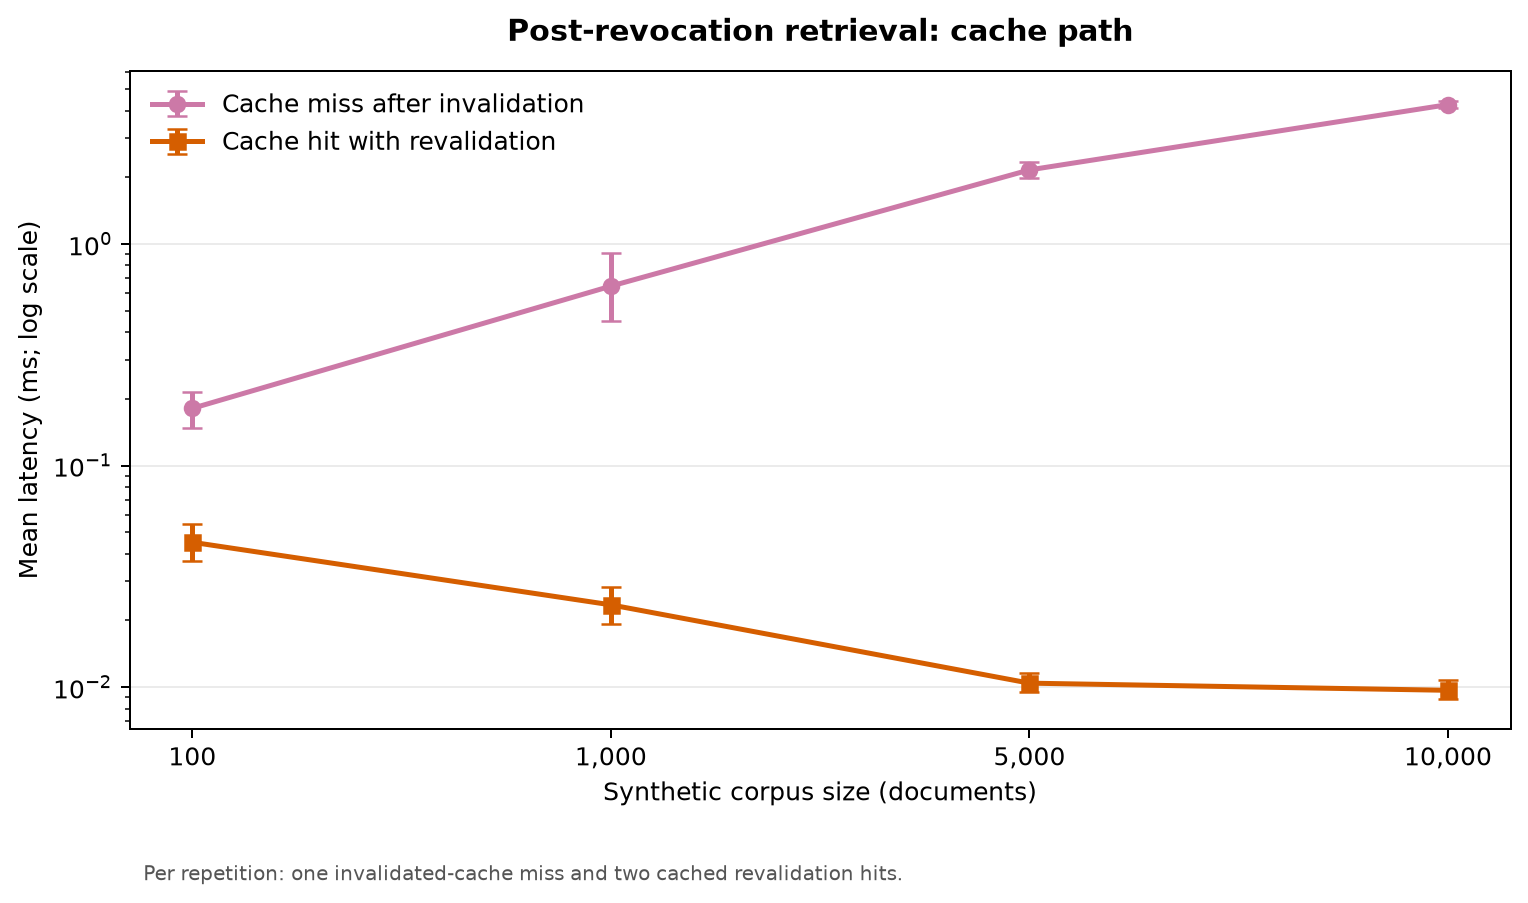 Post-revocation retrieval: cache path
Cache miss after invalidation
Cache hit with revalidation
Mean latency (ms; log scale)
10⁰
10⁻¹
10⁻²
100 1,000 5,000 10,000
Synthetic corpus size (documents)
Per repetition: one invalidated-cache miss and two cached revalidation hits.